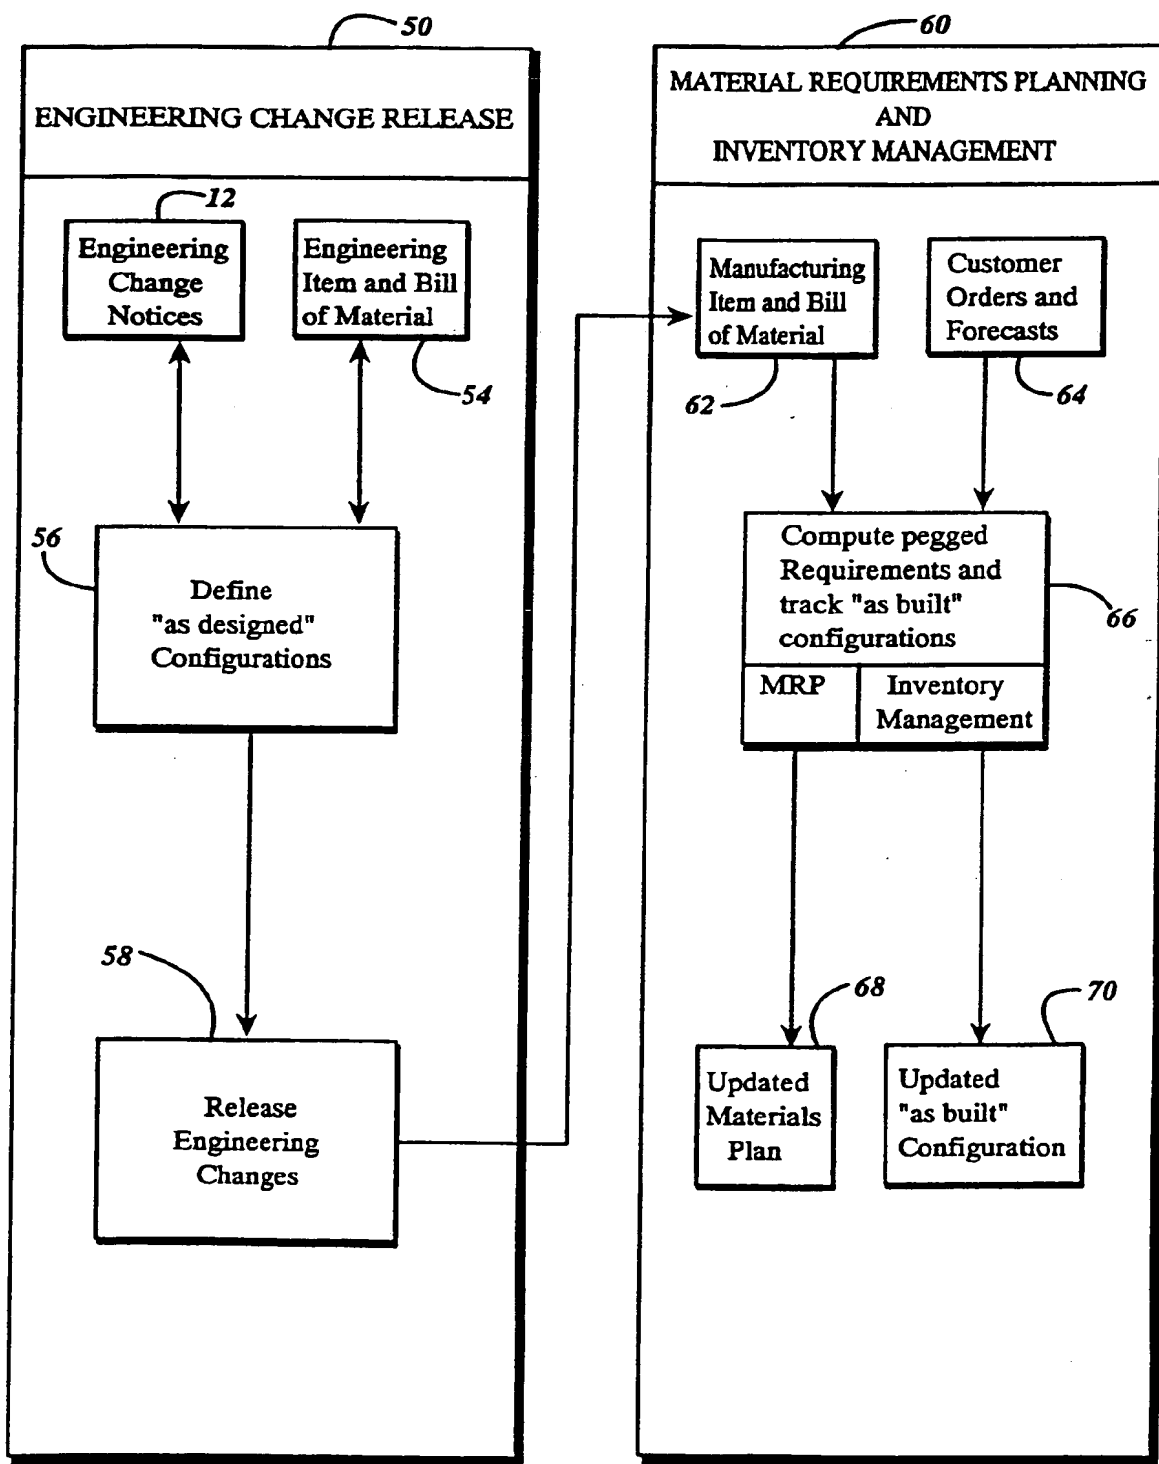 50
ENGINEERING CHANGE RELEASE
12
Engineering
Change
Notices
Engineering
Item and Bill
of Material
54
56
Define
"as designed"
Configurations
58
Release
Engineering
Changes
60
MATERIAL REQUIREMENTS PLANNING
AND
INVENTORY MANAGEMENT
Manufacturing
Item and Bill
of Material
62
Customer
Orders and
Forecasts
64
Compute pegged
Requirements and
track "as built"
configurations
66
MRP
Inventory
Management
68
Updated
Materials
Plan
70
Updated
"as built"
Configuration